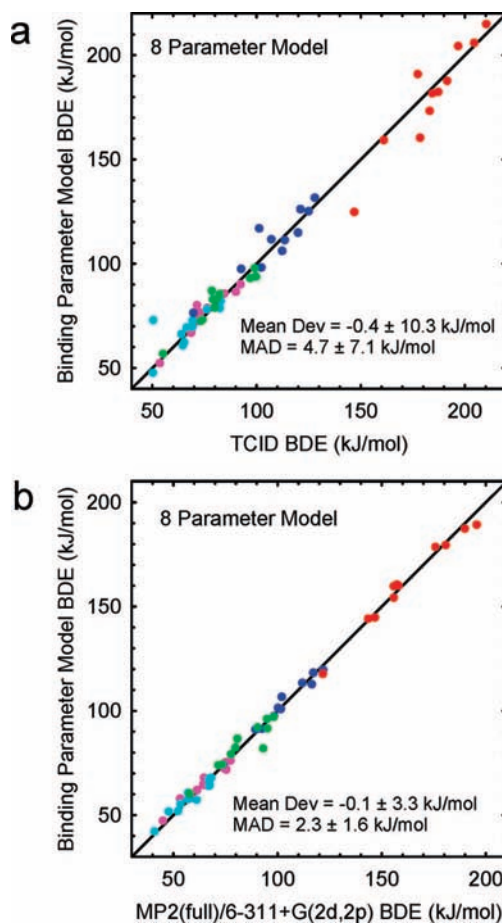 a
8 Parameter Model
Binding Parameter Model BDE (kJ/mol)
200
150
100
50
Mean Dev = -0.4 ± 10.3 kJ/mol
MAD = 4.7 ± 7.1 kJ/mol
50 100 150 200
TCID BDE (kJ/mol)
b
8 Parameter Model
Binding Parameter Model BDE (kJ/mol)
200
150
100
50
Mean Dev = -0.1 ± 3.3 kJ/mol
MAD = 2.3 ± 1.6 kJ/mol
50 100 150 200
MP2(full)/6-311+G(2d,2p) BDE (kJ/mol)